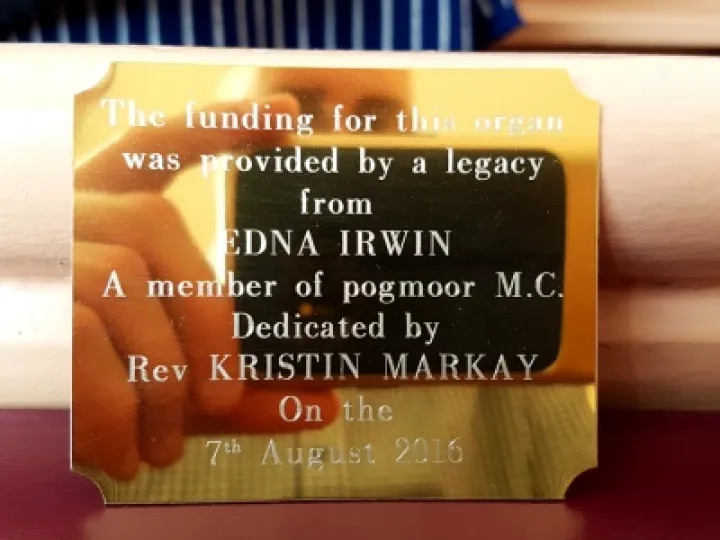 The funding for this organ
was provided by a legacy
from
EDNA IRWIN
A member of pogmoor M.C.
Dedicated by
Rev KRISTIN MARKAY
On the
7th August 2016